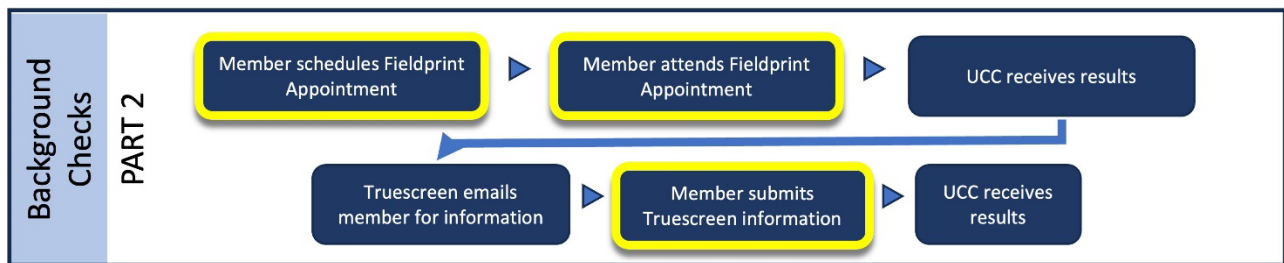 Background
Checks
PART 2
Member schedules Fieldprint
Appointment
Member attends Fieldprint
Appointment
UCC receives results
Truescreen emails
member for information
Member submits
Truescreen information
UCC receives
results